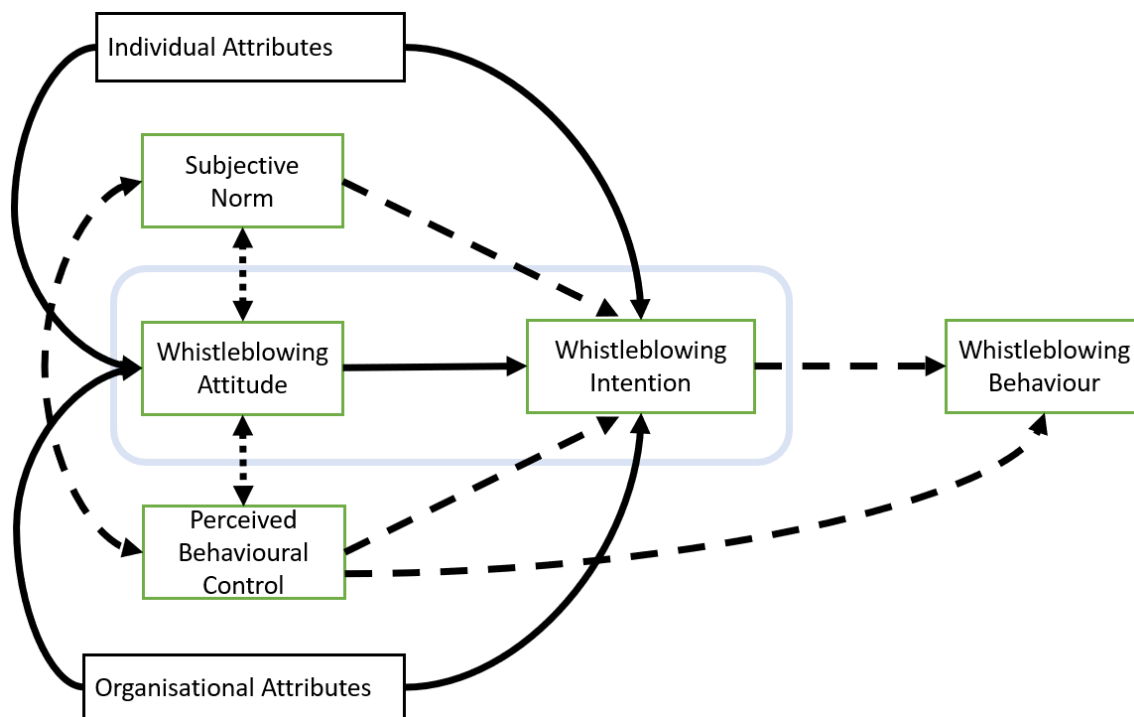 Individual Attributes
Subjective
Norm
Whistleblowing
Attitude
Whistleblowing
Intention
Whistleblowing
Behaviour
Perceived
Behavioural
Control
Organisational Attributes